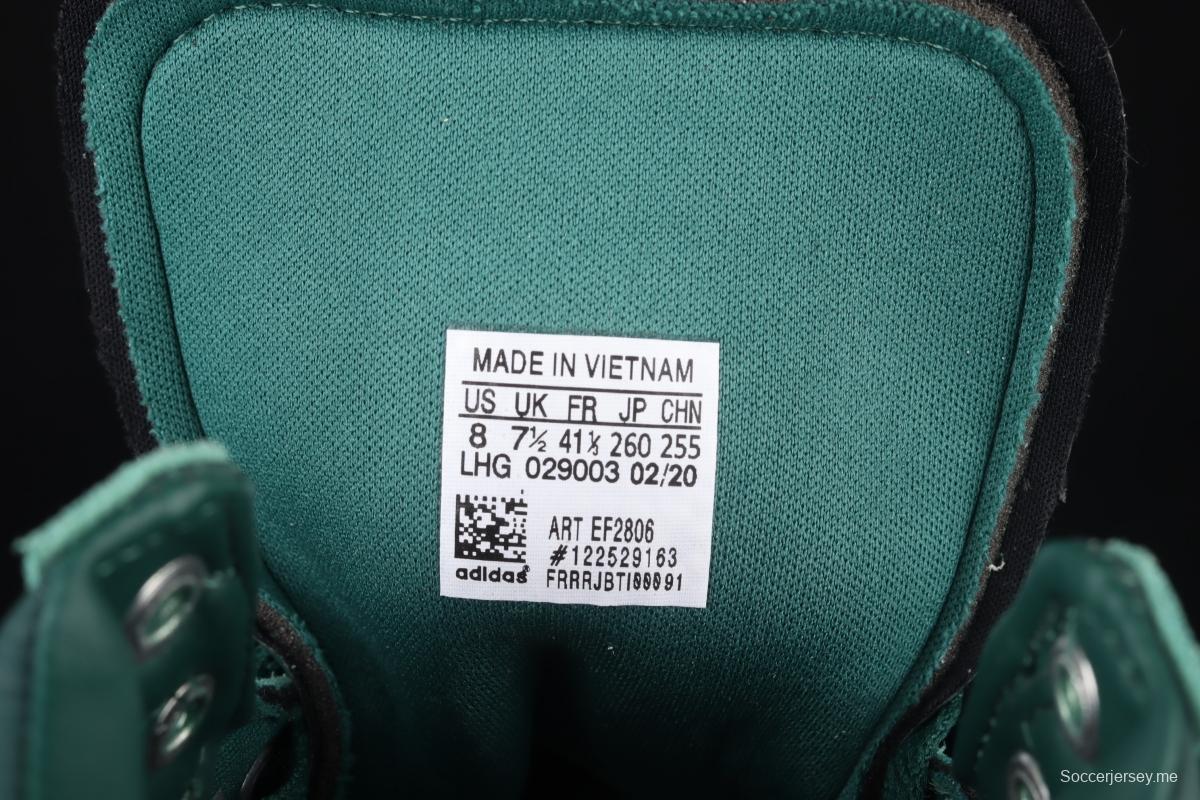 MADE IN VIETNAM
US UK FR JP CHN
8 7½ 41⅓ 260 255
LHG 029003 02/20
ART EF2806
#122529163
FRRRJBTI00091
adidas®
Soccerjersey.me